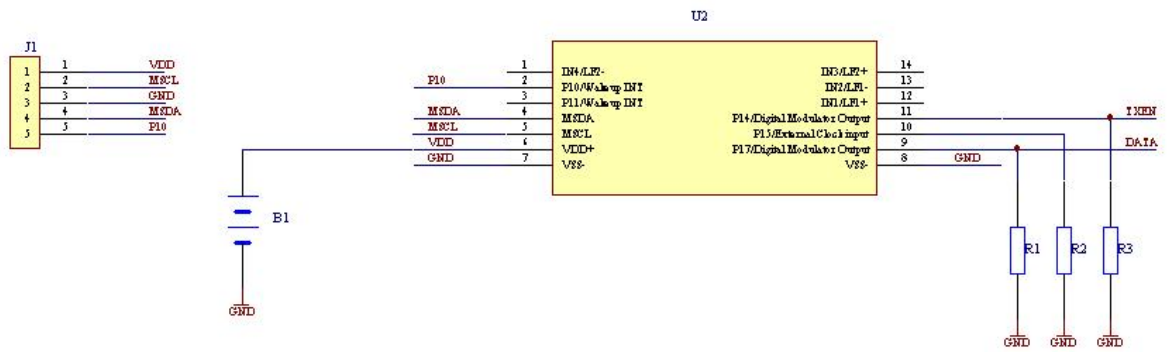 U2
J1
1 1 VDD
2 2 MSCL
3 3 GND
4 4 MSDA
5 5 P10
1 IN4/LF2- IN3/LF2+ 14
P10 2 P10/Wakeup INT IN2/LF1- 13
3 P11/Wakeup INT IN1/LF1+ 12
MSDA 4 MSDA P14/Digital Modulator Output 11 TXEN
MSCL 5 MSCL P15/External Clock input 10
VDD 6 VDD+ P17/Digital Modulator Output 9 DATA
GND 7 VSS- VSS- 8 GND
B1
R1 R2 R3
GND
GND GND GND